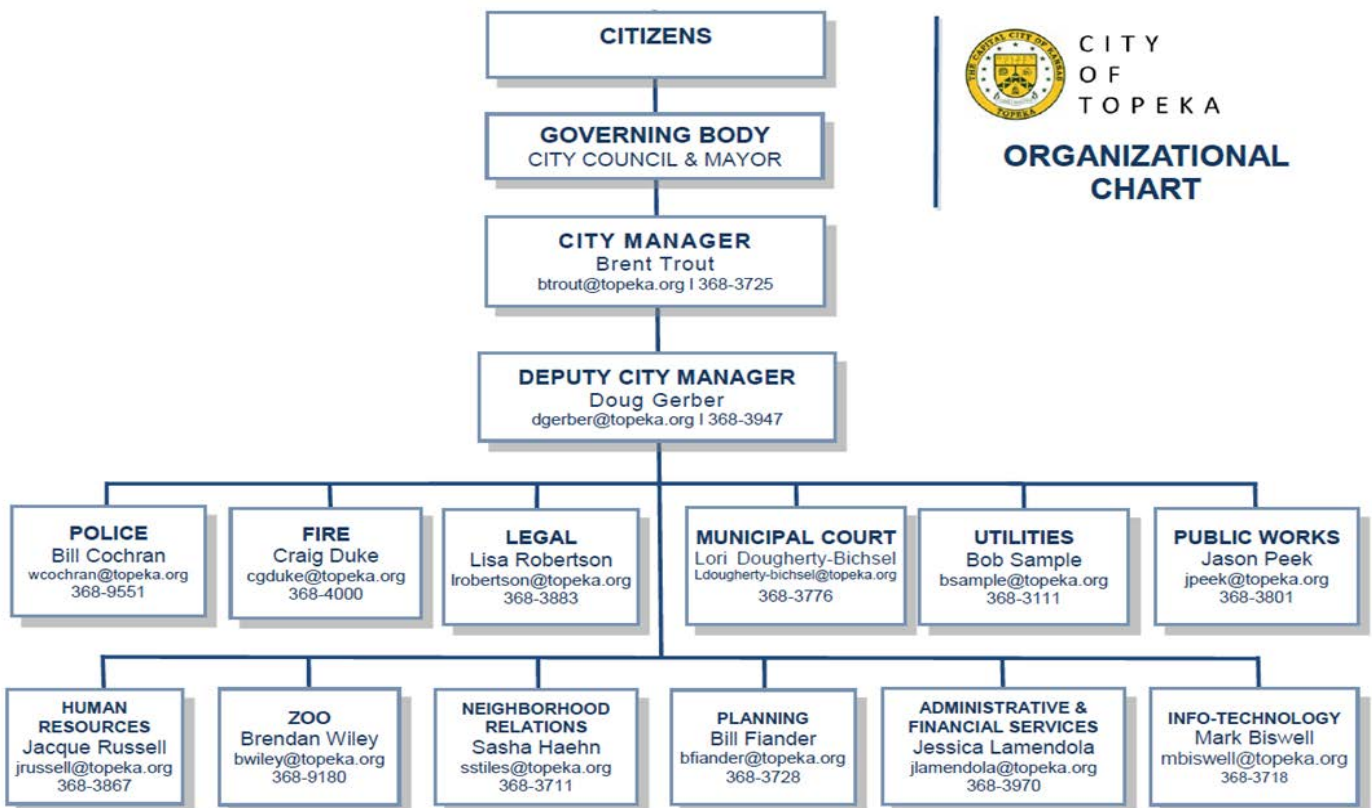 CITIZENS
GOVERNING BODY
CITY COUNCIL & MAYOR
CITY MANAGER
Brent Trout
btrout@topeka.org l 368-3725
DEPUTY CITY MANAGER
Doug Gerber
dgerber@topeka.org l 368-3947
THE CAPITAL CITY OF KANSAS
TOPEKA
CITY
OF
TOPEKA
ORGANIZATIONAL
CHART
POLICE
Bill Cochran
wcochran@topeka.org
368-9551
FIRE
Craig Duke
cgduke@topeka.org
368-4000
LEGAL
Lisa Robertson
lrobertson@topeka.org
368-3883
MUNICIPAL COURT
Lori Dougherty-Bichsel
Ldougherty-bichsel@topeka.org
368-3776
UTILITIES
Bob Sample
bsample@topeka.org
368-3111
PUBLIC WORKS
Jason Peek
jpeek@topeka.org
368-3801
HUMAN
RESOURCES
Jacque Russell
jrussell@topeka.org
368-3867
ZOO
Brendan Wiley
bwiley@topeka.org
368-9180
NEIGHBORHOOD
RELATIONS
Sasha Haehn
sstiles@topeka.org
368-3711
PLANNING
Bill Fiander
bfiander@topeka.org
368-3728
ADMINISTRATIVE &
FINANCIAL SERVICES
Jessica Lamendola
jlamendola@topeka.org
368-3970
INFO-TECHNOLOGY
Mark Biswell
mbiswell@topeka.org
368-3718